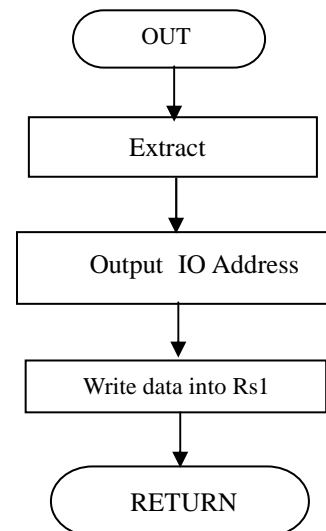 OUT
Extract
Output IO Address
Write data into Rs1
RETURN